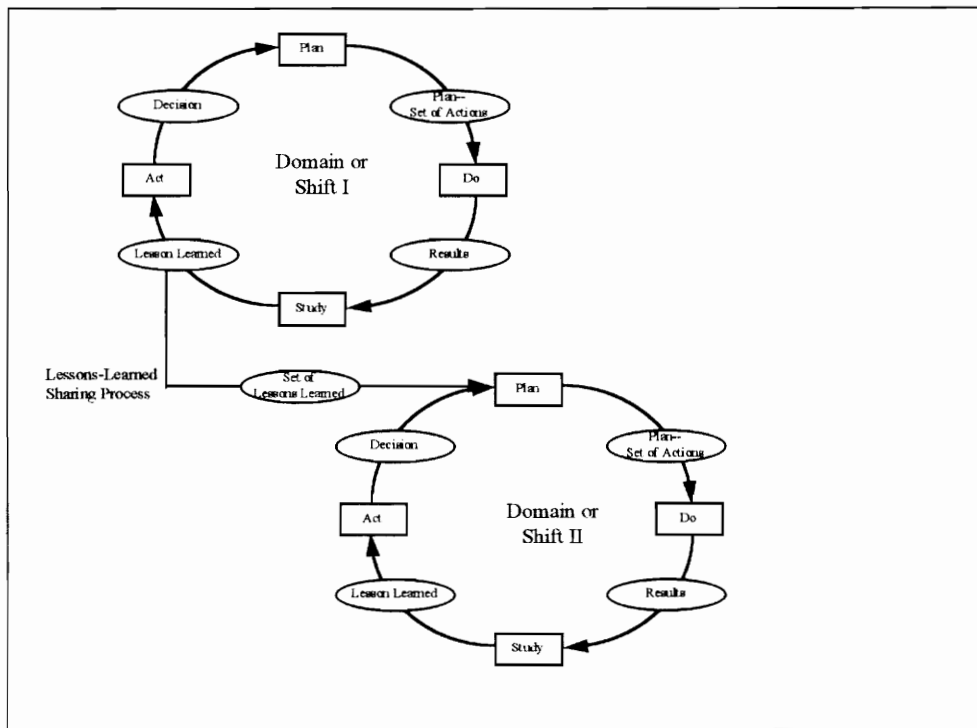 Plan
Decision
Plan--
Set of Actions
Domain or
Shift I
Act
Do
Lesson Learned
Results
Study
Lessons-Learned
Sharing Process
Set of
Lessons Learned
Plan
Decision
Plan--
Set of Actions
Domain or
Shift II
Act
Do
Lesson Learned
Results
Study